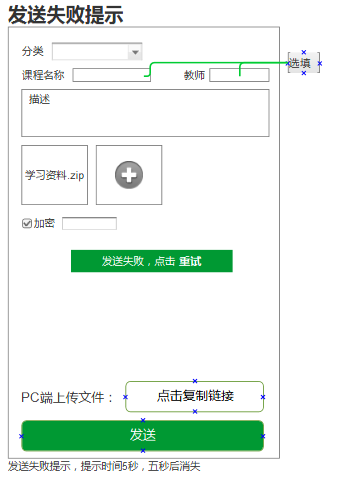 发送失败提示
分类
选填
课程名称 教师
描述
学习资料.zip
加密
发送失败，点击 重试
PC端上传文件： 点击复制链接
发送
发送失败提示，提示时间5秒，五秒后消失